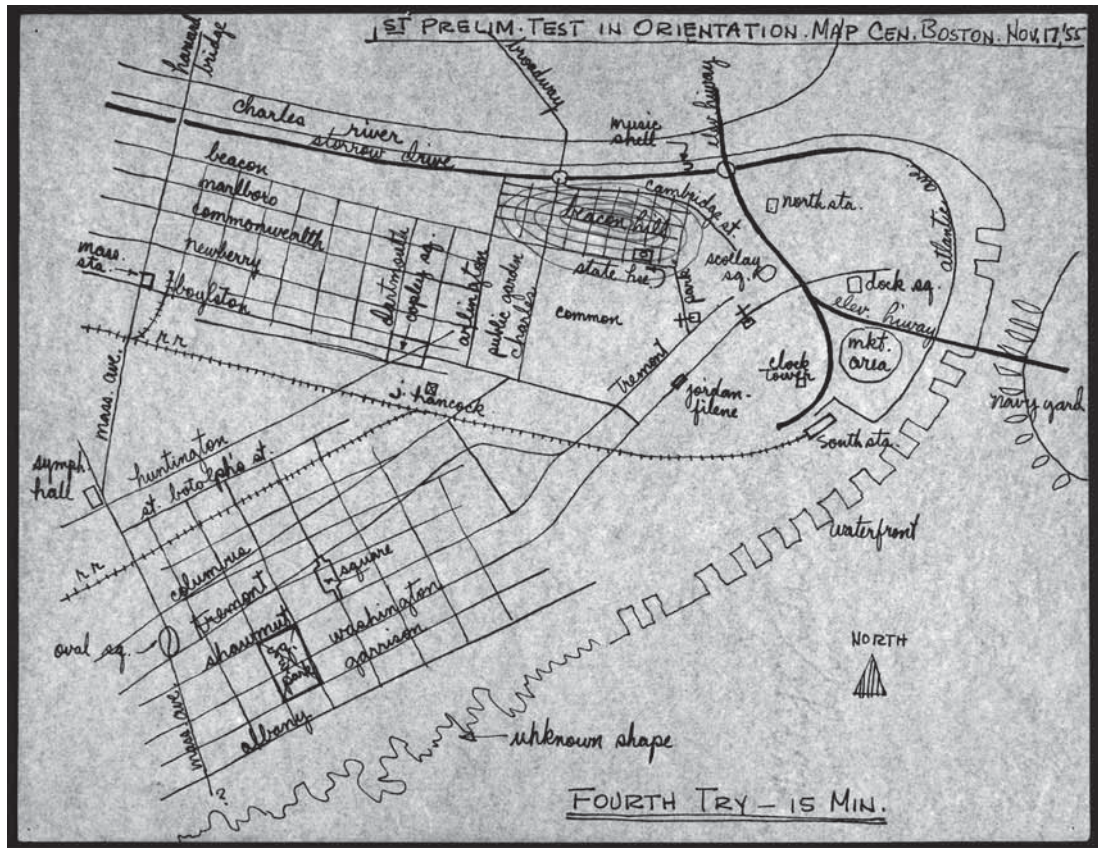 1ST PRELIM. TEST IN ORIENTATION. MAP CEN. BOSTON. NOV. 17, '55
harvard
bridge
broadway
elev hiway
charles river
storrow drive
music
shell
beacon
marlboro
commonwealth
newberry
boylston
mass.
sta.
dartmouth
copley sq.
arlington
public garden
charles
beacon hill
cambridge st.
state hse.
common
park
scollay
sq.
north sta.
atlantic ave
dock sq.
elev. hiway
mkt.
area
clock
tower
navy yard
tremont
jordan-
filene
south sta.
r r
j. hancock
mass. ave.
symph.
hall
huntington
st. botolph's st.
r r
columbus
tremont
square
shawmut
washington
garrison
oval sq.
park
albany
mass. ave.
?
waterfront
unknown shape
NORTH
FOURTH TRY – 15 MIN.